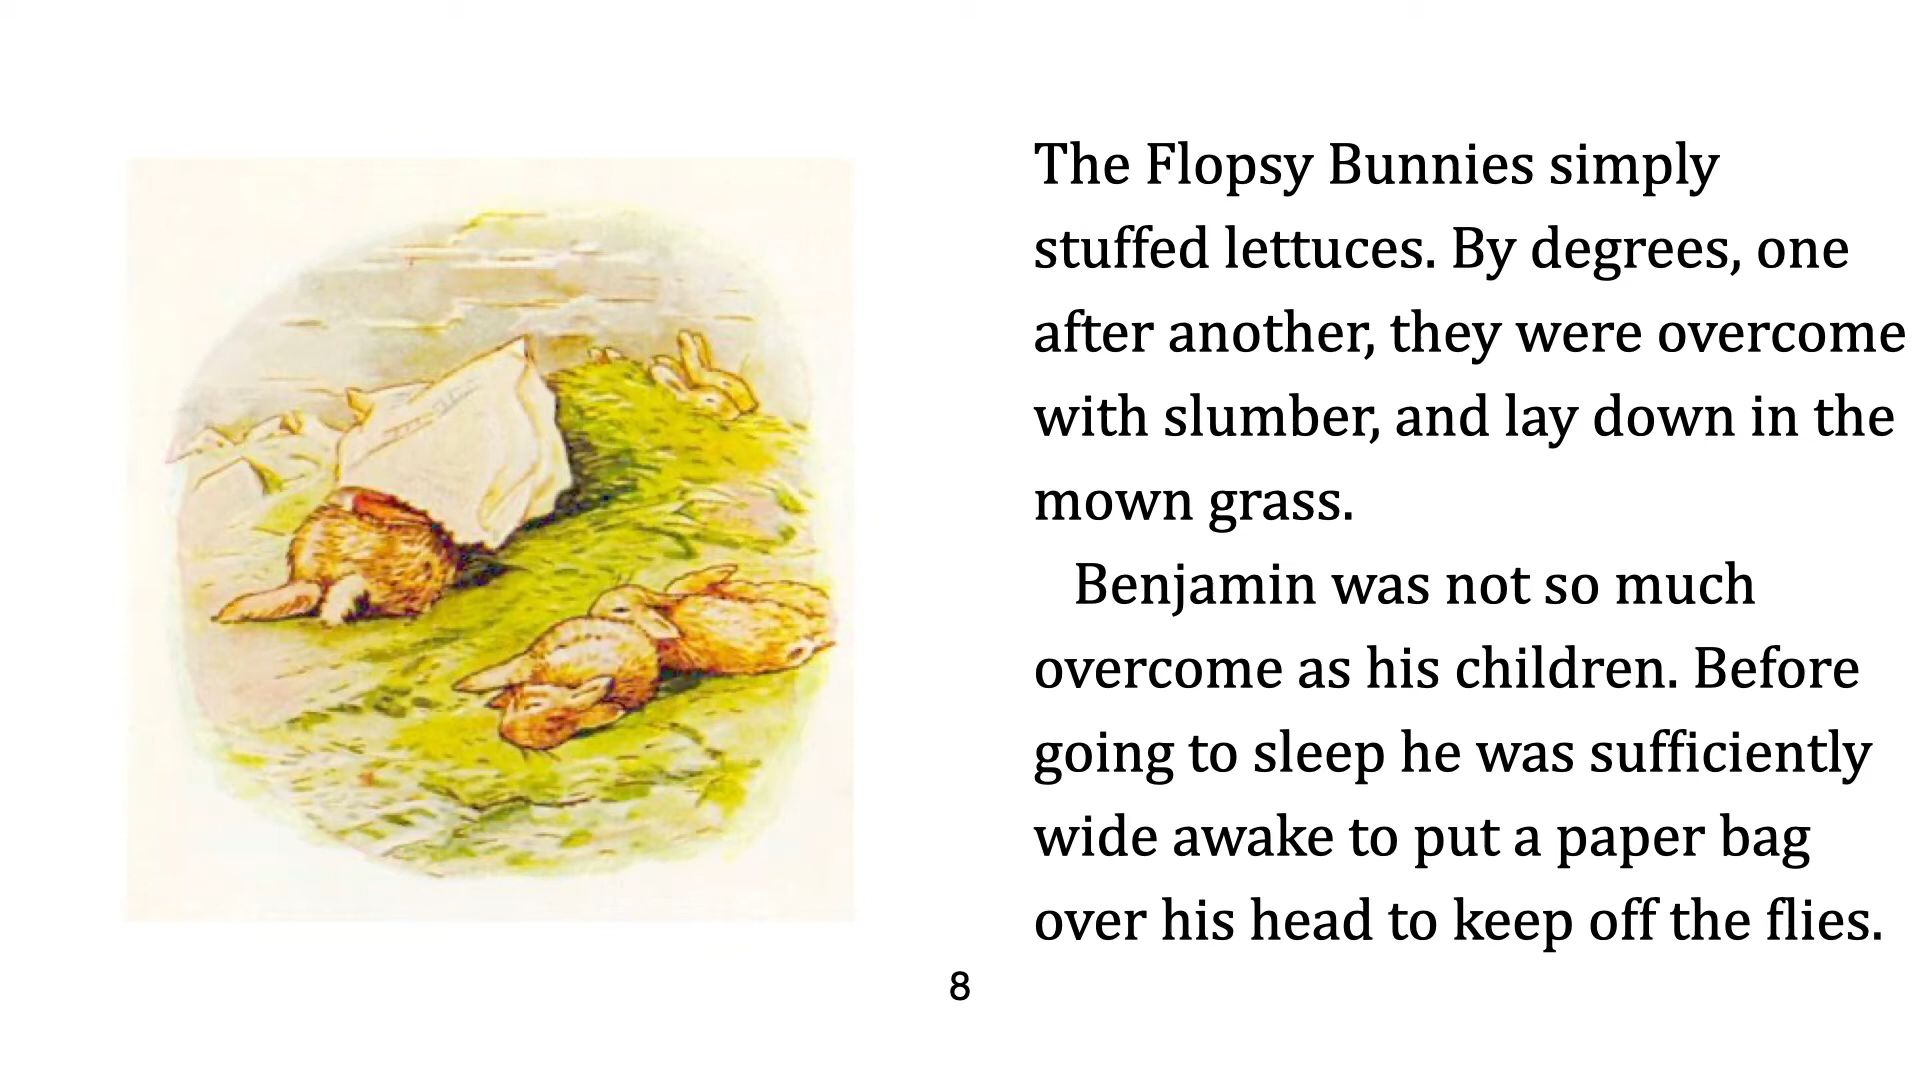 The Flopsy Bunnies simply
stuffed lettuces. By degrees, one
after another, they were overcome
with slumber, and lay down in the
mown grass.
Benjamin was not so much
overcome as his children. Before
going to sleep he was sufficiently
wide awake to put a paper bag
over his head to keep off the flies.
8